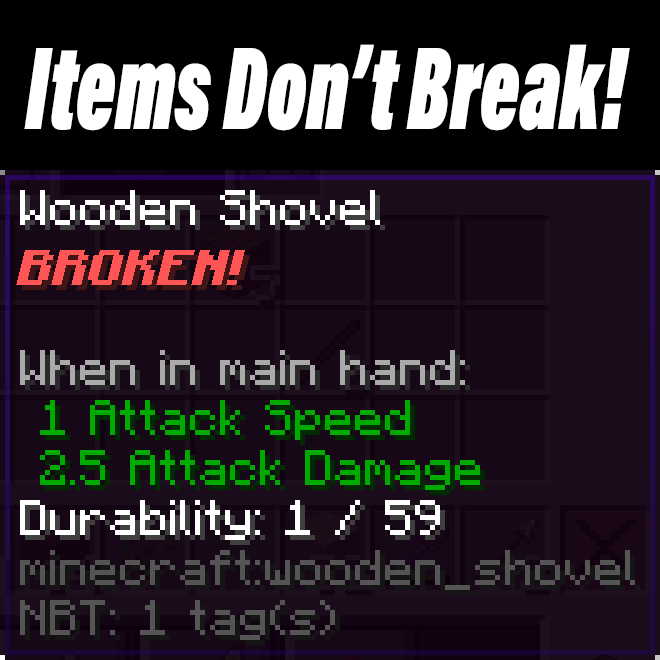 Items Don't Break!
Wooden Shovel
BROKEN!
When in main hand:
1 Attack Speed
2.5 Attack Damage
Durability: 1 / 59
minecraft:wooden_shovel
NBT: 1 tag(s)